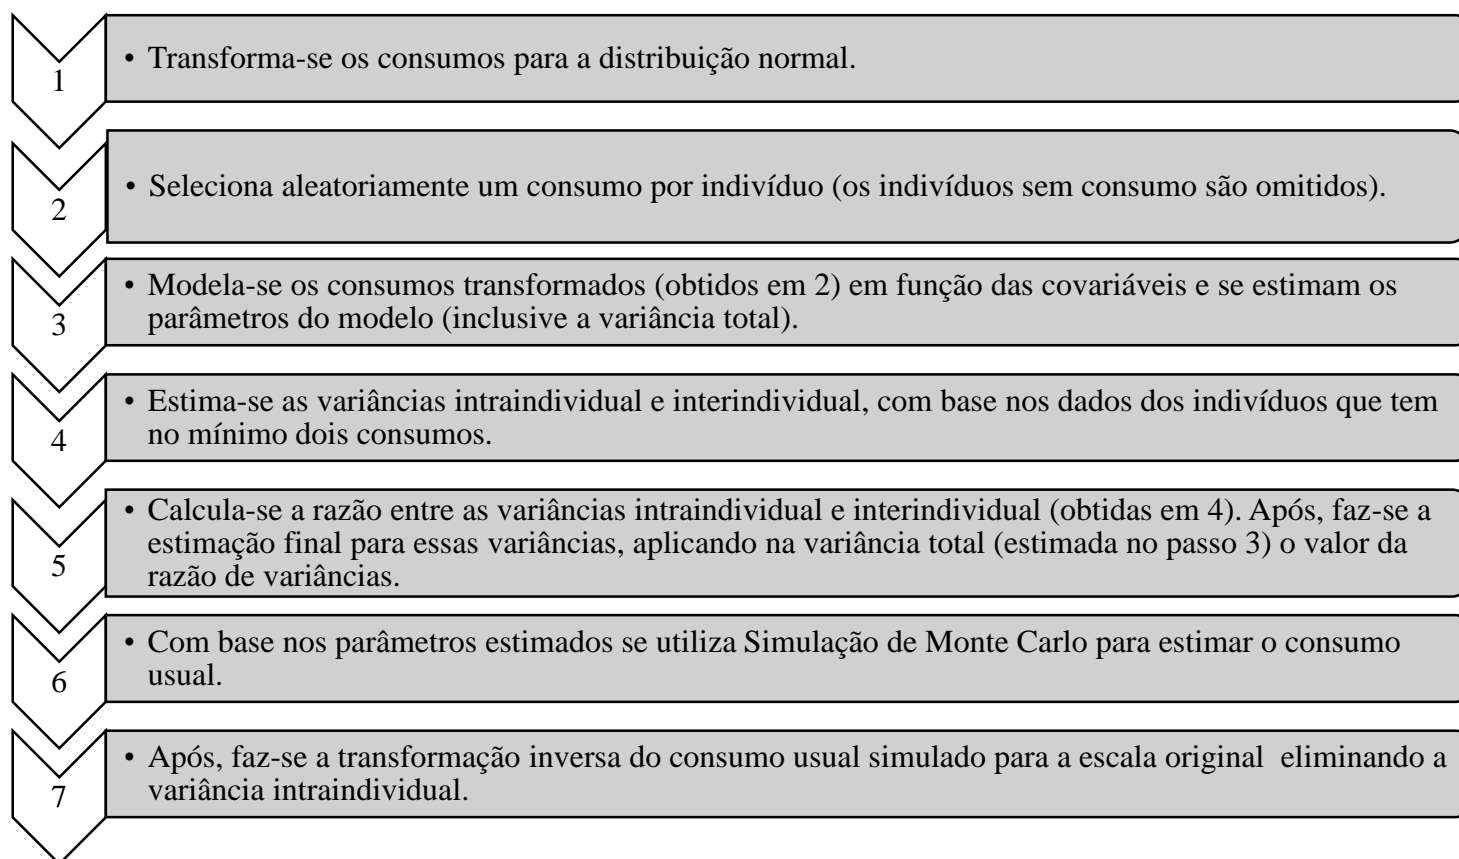 1
• Transforma-se os consumos para a distribuição normal.
2
• Seleciona aleatoriamente um consumo por indivíduo (os indivíduos sem consumo são omitidos).
3
• Modela-se os consumos transformados (obtidos em 2) em função das covariáveis e se estimam os
parâmetros do modelo (inclusive a variância total).
4
• Estima-se as variâncias intraindividual e interindividual, com base nos dados dos indivíduos que tem
no mínimo dois consumos.
5
• Calcula-se a razão entre as variâncias intraindividual e interindividual (obtidas em 4). Após, faz-se a
estimação final para essas variâncias, aplicando na variância total (estimada no passo 3) o valor da
razão de variâncias.
6
• Com base nos parâmetros estimados se utiliza Simulação de Monte Carlo para estimar o consumo
usual.
7
• Após, faz-se a transformação inversa do consumo usual simulado para a escala original eliminando a
variância intraindividual.